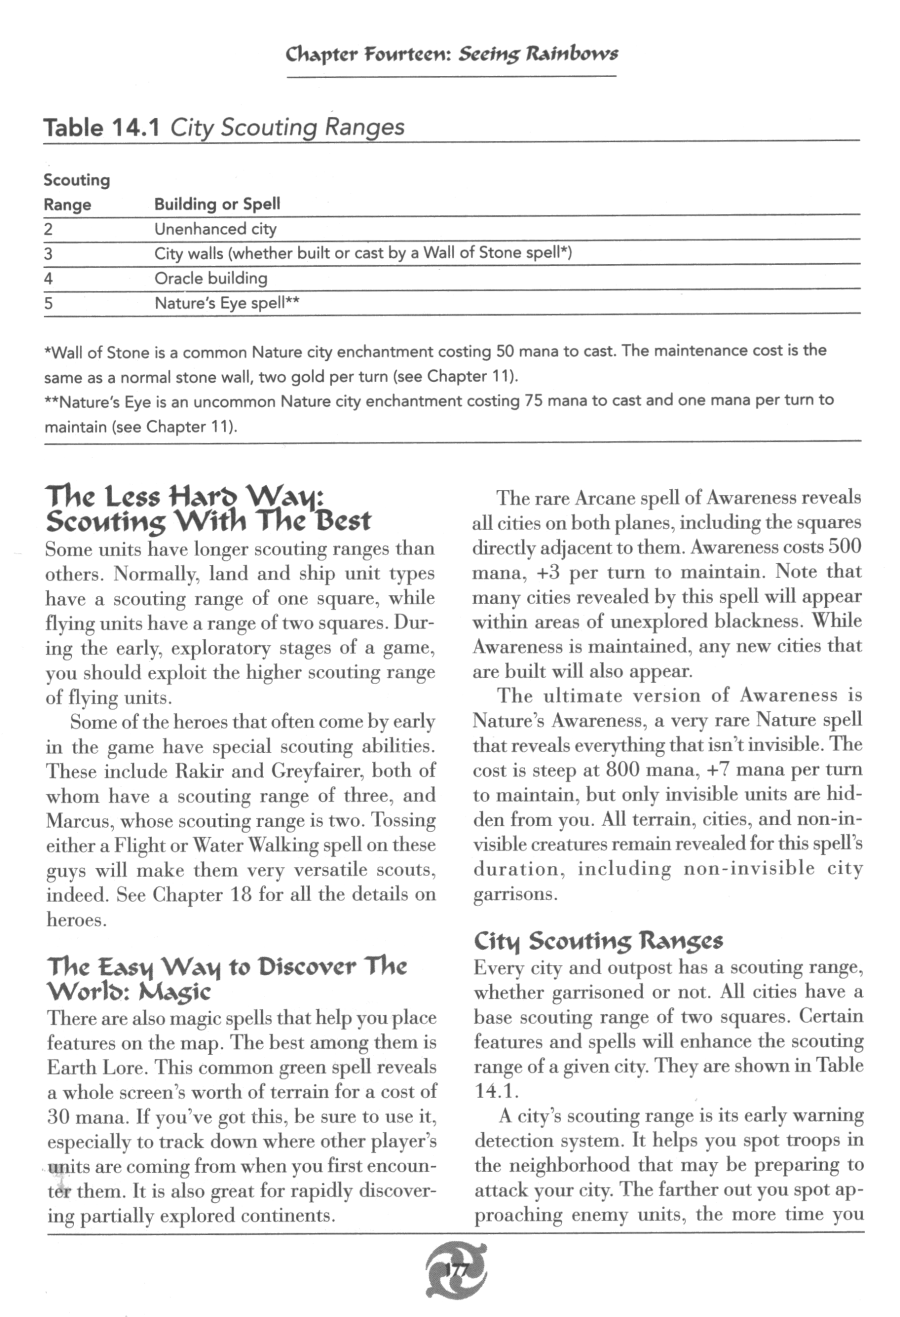 Chapter Fourteen: Seeing Rainbows
Table 14.1 City Scouting Ranges
Scouting
Range Building or Spell
2 Unenhanced city
3 City walls (whether built or cast by a Wall of Stone spell*)
4 Oracle building
5 Nature's Eye spell**
*Wall of Stone is a common Nature city enchantment costing 50 mana to cast. The maintenance cost is the
same as a normal stone wall, two gold per turn (see Chapter 11).
**Nature's Eye is an uncommon Nature city enchantment costing 75 mana to cast and one mana per turn to
maintain (see Chapter 11).
The Less Hard Way:
Scouting With The Best
Some units have longer scouting ranges than
others. Normally, land and ship unit types
have a scouting range of one square, while
flying units have a range of two squares. Dur-
ing the early, exploratory stages of a game,
you should exploit the higher scouting range
of flying units.
Some of the heroes that often come by early
in the game have special scouting abilities.
These include Rakir and Greyfairer, both of
whom have a scouting range of three, and
Marcus, whose scouting range is two. Tossing
either a Flight or Water Walking spell on these
guys will make them very versatile scouts,
indeed. See Chapter 18 for all the details on
heroes.
The Easy Way to Discover The
World: Magic
There are also magic spells that help you place
features on the map. The best among them is
Earth Lore. This common green spell reveals
a whole screen's worth of terrain for a cost of
30 mana. If you've got this, be sure to use it,
especially to track down where other player's
units are coming from when you first encoun-
ter them. It is also great for rapidly discover-
ing partially explored continents.
The rare Arcane spell of Awareness reveals
all cities on both planes, including the squares
directly adjacent to them. Awareness costs 500
mana, +3 per turn to maintain. Note that
many cities revealed by this spell will appear
within areas of unexplored blackness. While
Awareness is maintained, any new cities that
are built will also appear.
The ultimate version of Awareness is
Nature's Awareness, a very rare Nature spell
that reveals everything that isn't invisible. The
cost is steep at 800 mana, +7 mana per turn
to maintain, but only invisible units are hid-
den from you. All terrain, cities, and non-in-
visible creatures remain revealed for this spell's
duration, including non-invisible city
garrisons.
City Scouting Ranges
Every city and outpost has a scouting range,
whether garrisoned or not. All cities have a
base scouting range of two squares. Certain
features and spells will enhance the scouting
range of a given city. They are shown in Table
14.1.
A city's scouting range is its early warning
detection system. It helps you spot troops in
the neighborhood that may be preparing to
attack your city. The farther out you spot ap-
proaching enemy units, the more time you
177